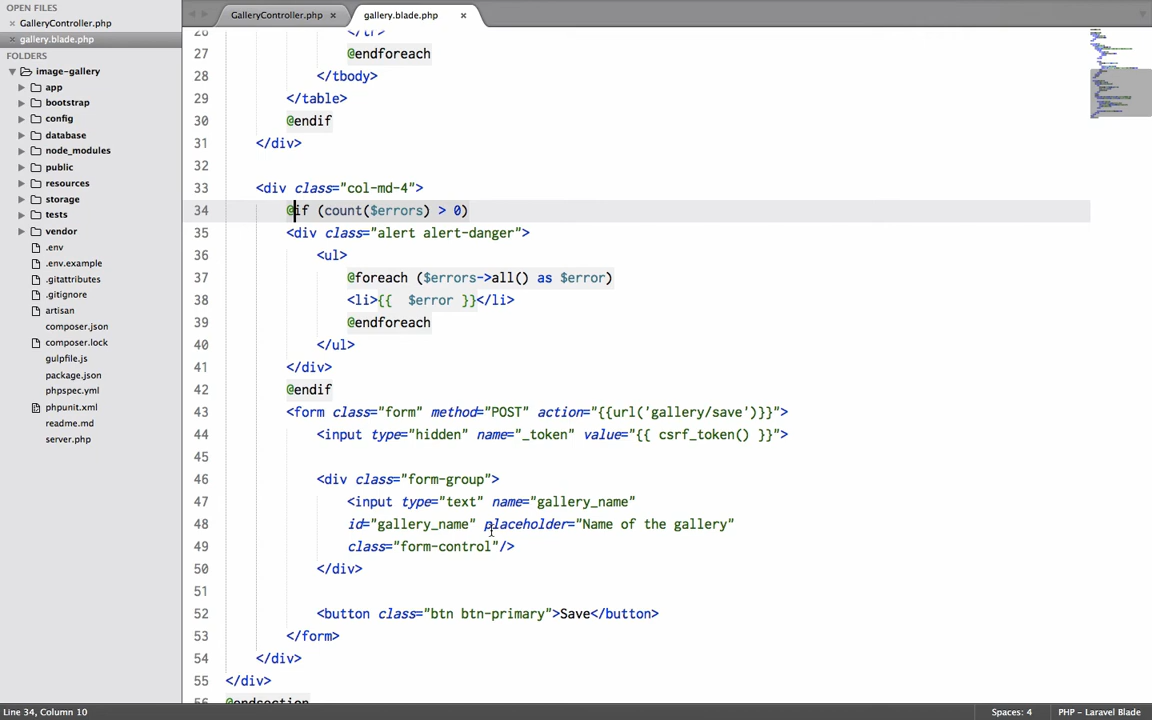 OPEN FILES
× GalleryController.php
× gallery.blade.php
FOLDERS
image-gallery
app
bootstrap
config
database
node_modules
public
resources
storage
tests
vendor
.env
.env.example
.gitattributes
.gitignore
artisan
composer.json
composer.lock
gulpfile.js
package.json
phpspec.yml
phpunit.xml
readme.md
server.php
GalleryController.php ×
gallery.blade.php ×
26 </tr>
27 @endforeach
28 </tbody>
29 </table>
30 @endif
31 </div>
32
33 <div class="col-md-4">
34 @if (count($errors) > 0)
35 <div class="alert alert-danger">
36 <ul>
37 @foreach ($errors->all() as $error)
38 <li>{{  $error }}</li>
39 @endforeach
40 </ul>
41 </div>
42 @endif
43 <form class="form" method="POST" action="{{url('gallery/save')}}">
44 <input type="hidden" name="_token" value="{{ csrf_token() }}">
45
46 <div class="form-group">
47 <input type="text" name="gallery_name"
48 id="gallery_name" placeholder="Name of the gallery"
49 class="form-control"/>
50 </div>
51
52 <button class="btn btn-primary">Save</button>
53 </form>
54 </div>
55 </div>
56 @endsection
Line 34, Column 10
Spaces: 4
PHP - Laravel Blade